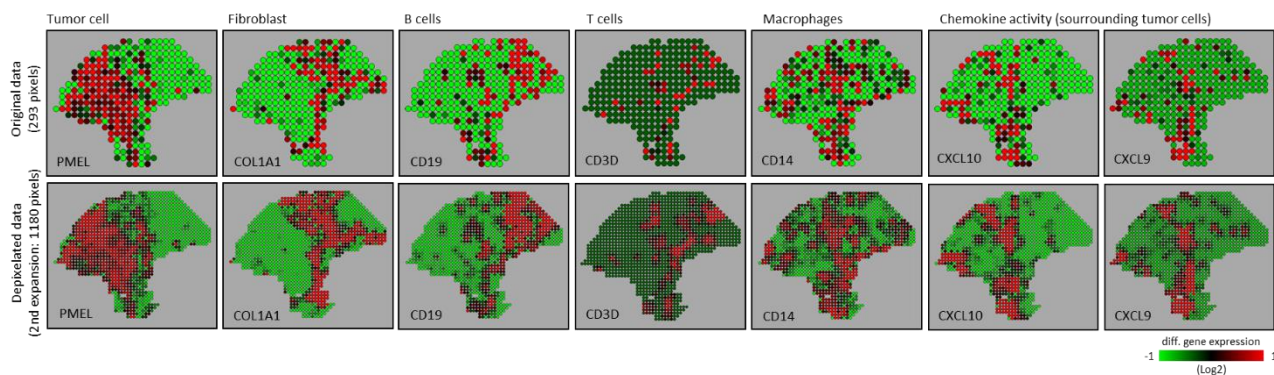 Tumor cell
Fibroblast
B cells
T cells
Macrophages
Chemokine activity (sourrounding tumor cells)
Original data
(293 pixels)
PMEL
COL1A1
CD19
CD3D
CD14
CXCL10
CXCL9
Depixelated data
(2nd expansion: 1180 pixels)
PMEL
COL1A1
CD19
CD3D
CD14
CXCL10
CXCL9
diff. gene expression
-1
1
(Log2)